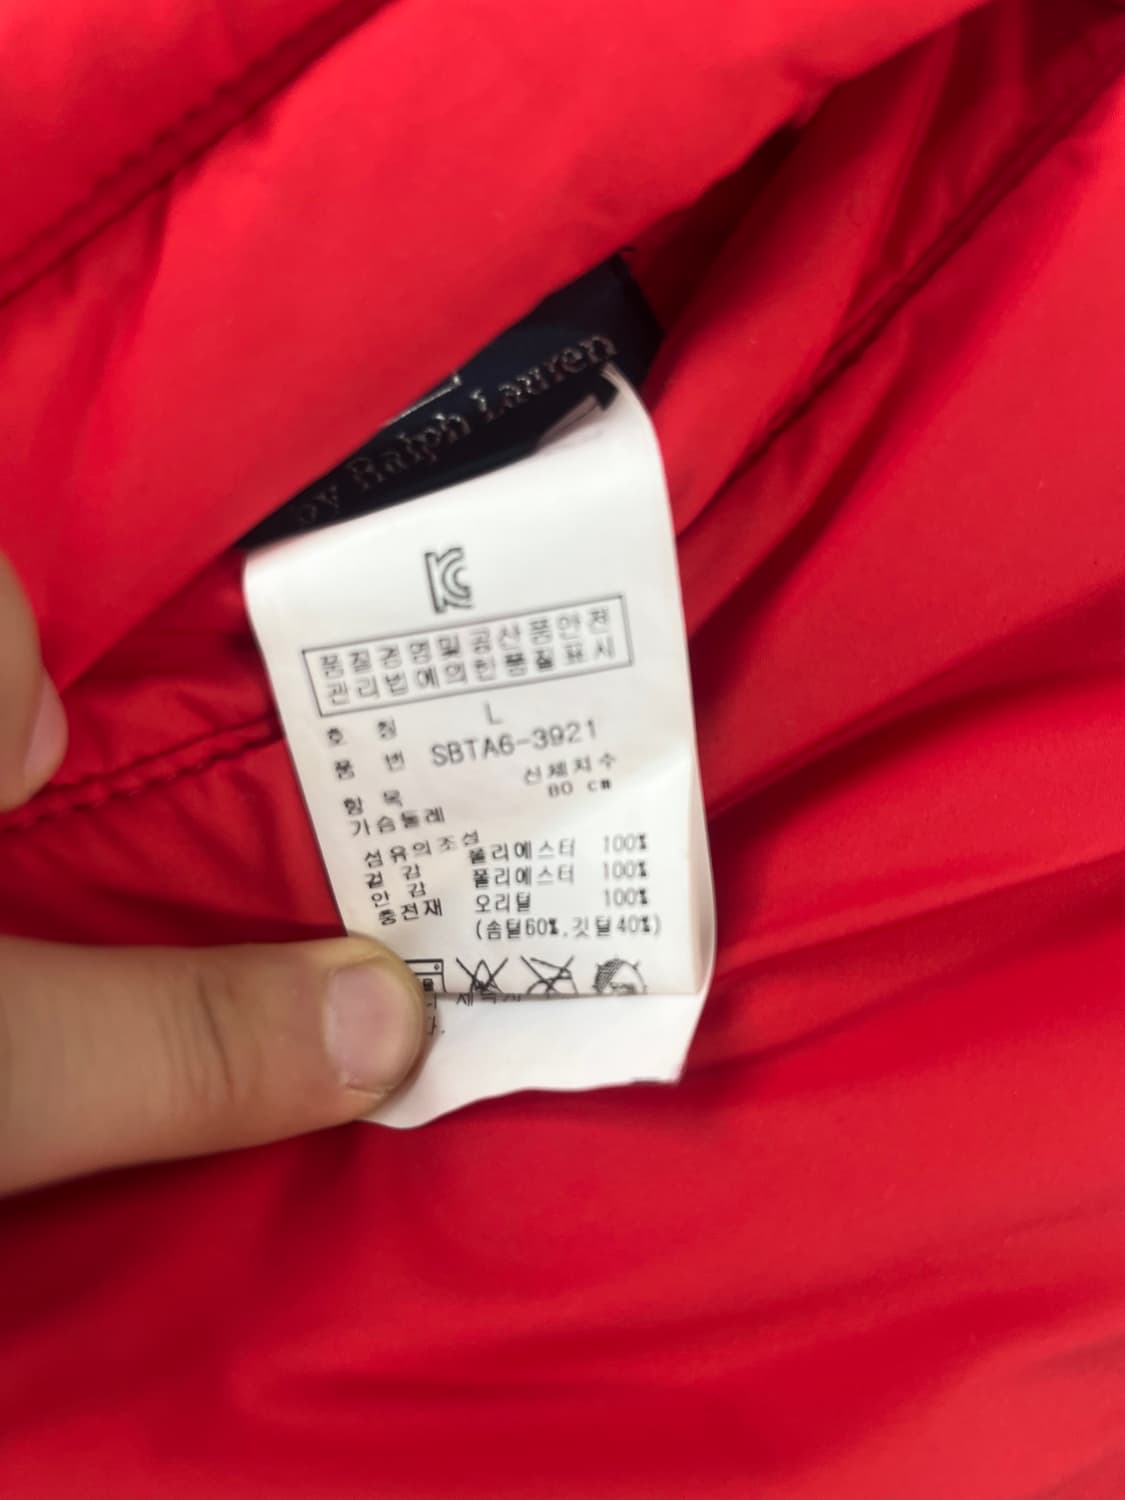 by Ralph Lauren
KC
품질경영및공산품안전
관리법에의한품질표시
호 칭 L
품 번 SBTA6-3921
항 목 신체치수
가슴둘레 80 cm
섬유의조성
겉 감 폴리에스터 100%
안 감 폴리에스터 100%
충전재 오리털 100%
(솜털60%,깃털40%)